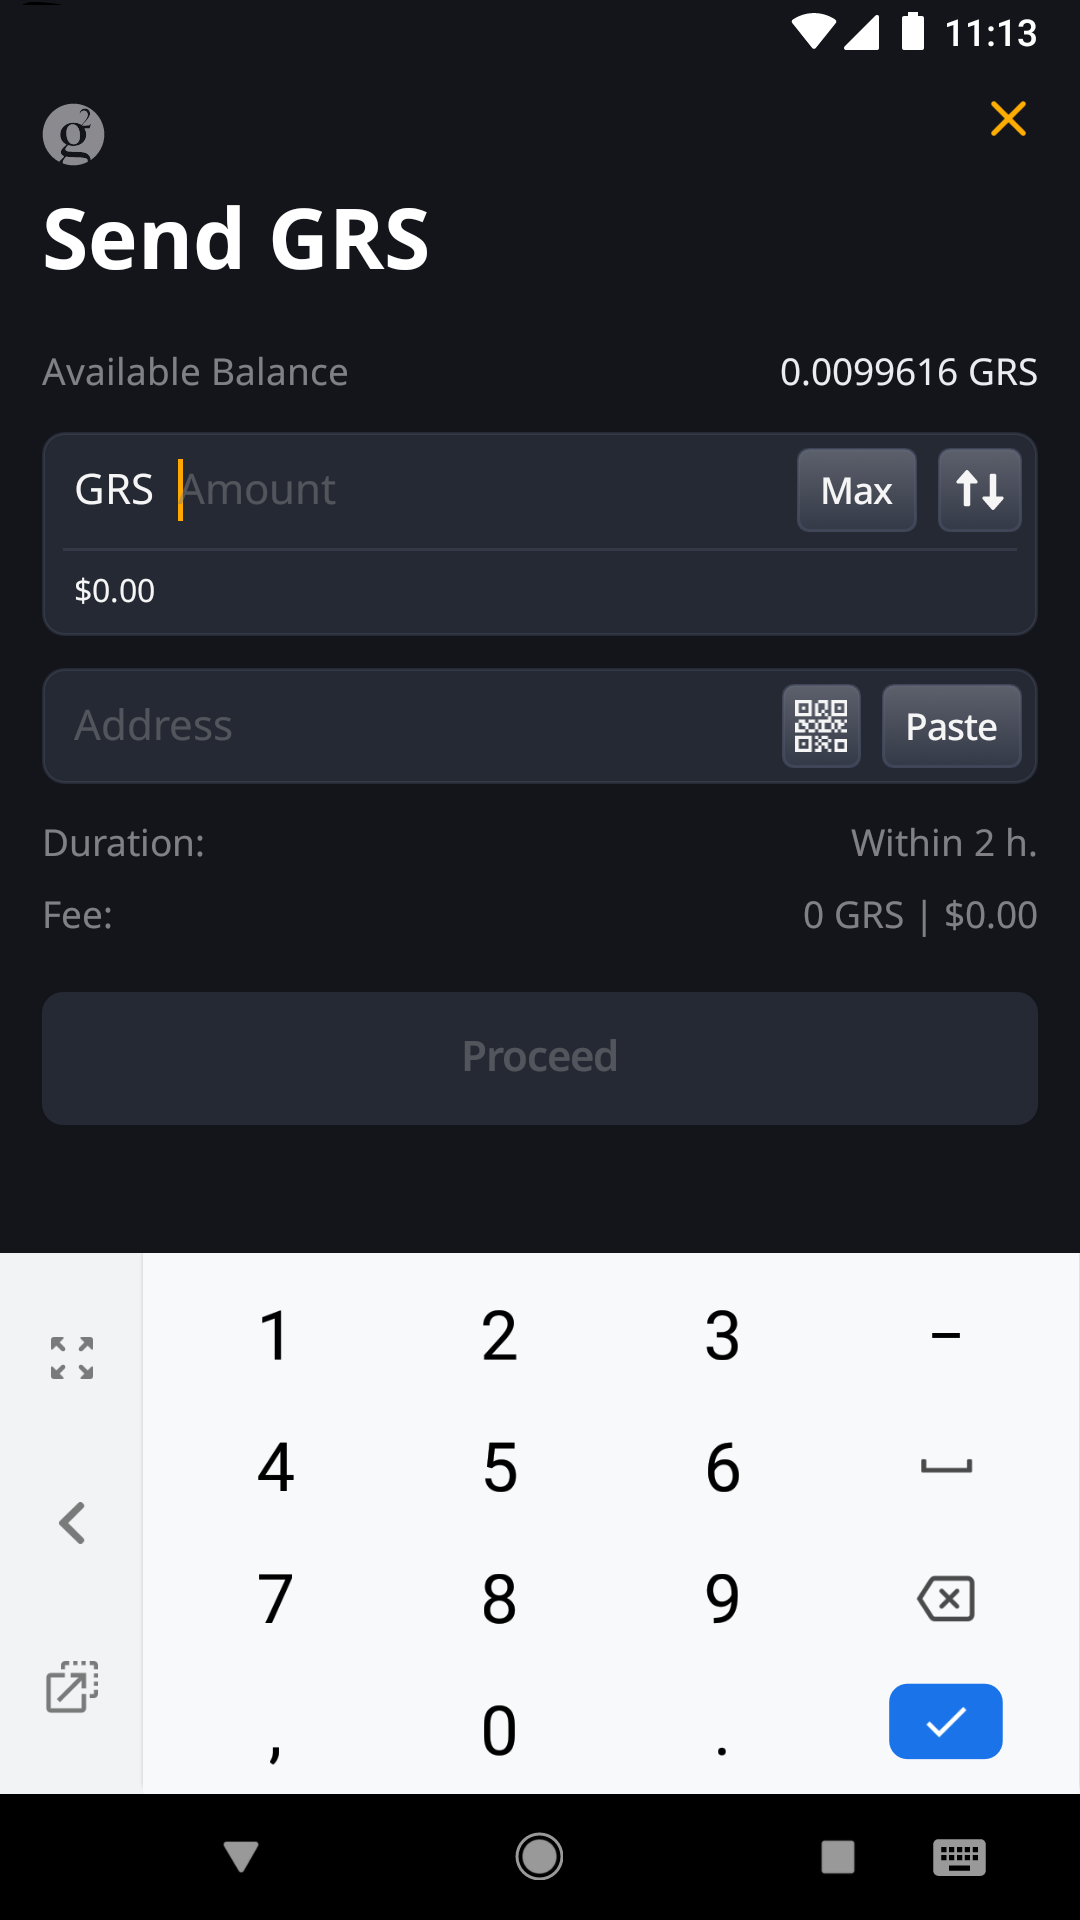 11:13
g2
Send GRS
Available Balance 0.0099616 GRS
GRS Amount Max
$0.00
Address Paste
Duration: Within 2 h.
Fee: 0 GRS | $0.00
Proceed
1 2 3 –
4 5 6
7 8 9
, 0 .